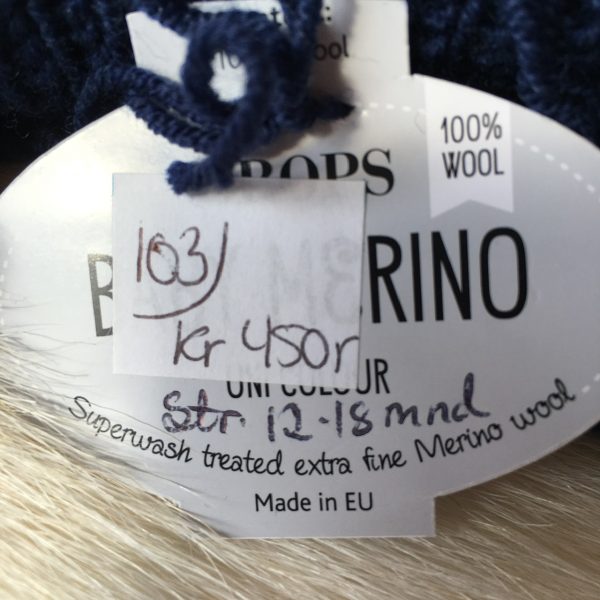 100%
WOOL
DROPS
103)
B RINO
kr 450r
UNI COLOUR
Str. 12-18 mnd
Superwash treated extra fine Merino wool
Made in EU